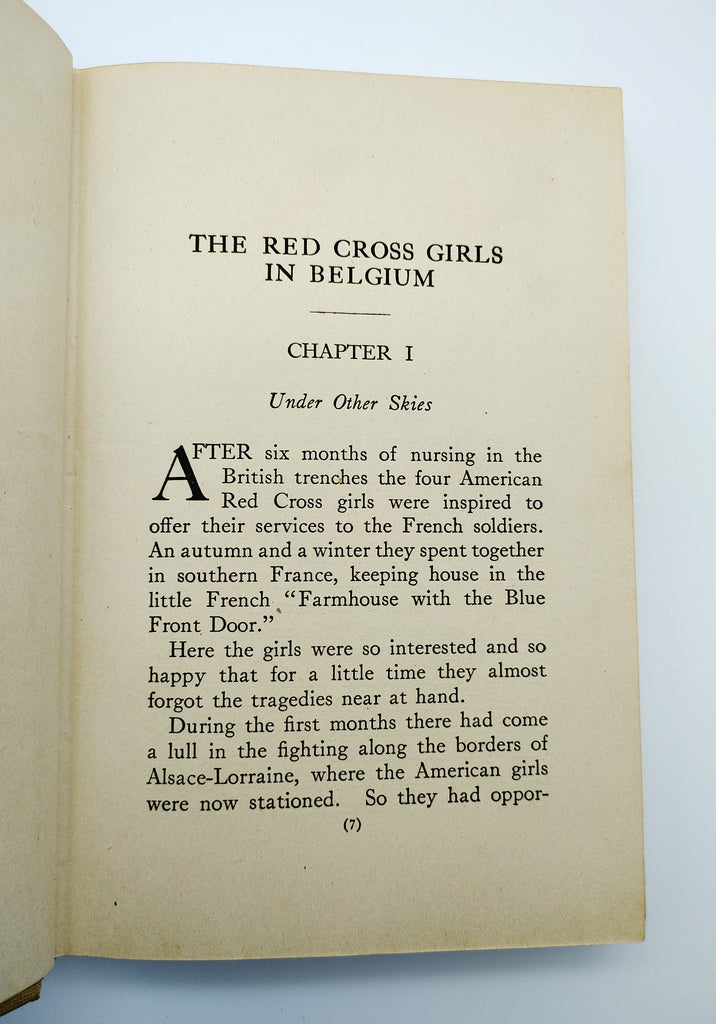 THE RED CROSS GIRLS
IN BELGIUM
CHAPTER I
Under Other Skies
AFTER six months of nursing in the
British trenches the four American
Red Cross girls were inspired to
offer their services to the French soldiers.
An autumn and a winter they spent together
in southern France, keeping house in the
little French "Farmhouse with the Blue
Front Door."
Here the girls were so interested and so
happy that for a little time they almost
forgot the tragedies near at hand.
During the first months there had come
a lull in the fighting along the borders of
Alsace-Lorraine, where the American girls
were now stationed. So they had oppor-
(7)